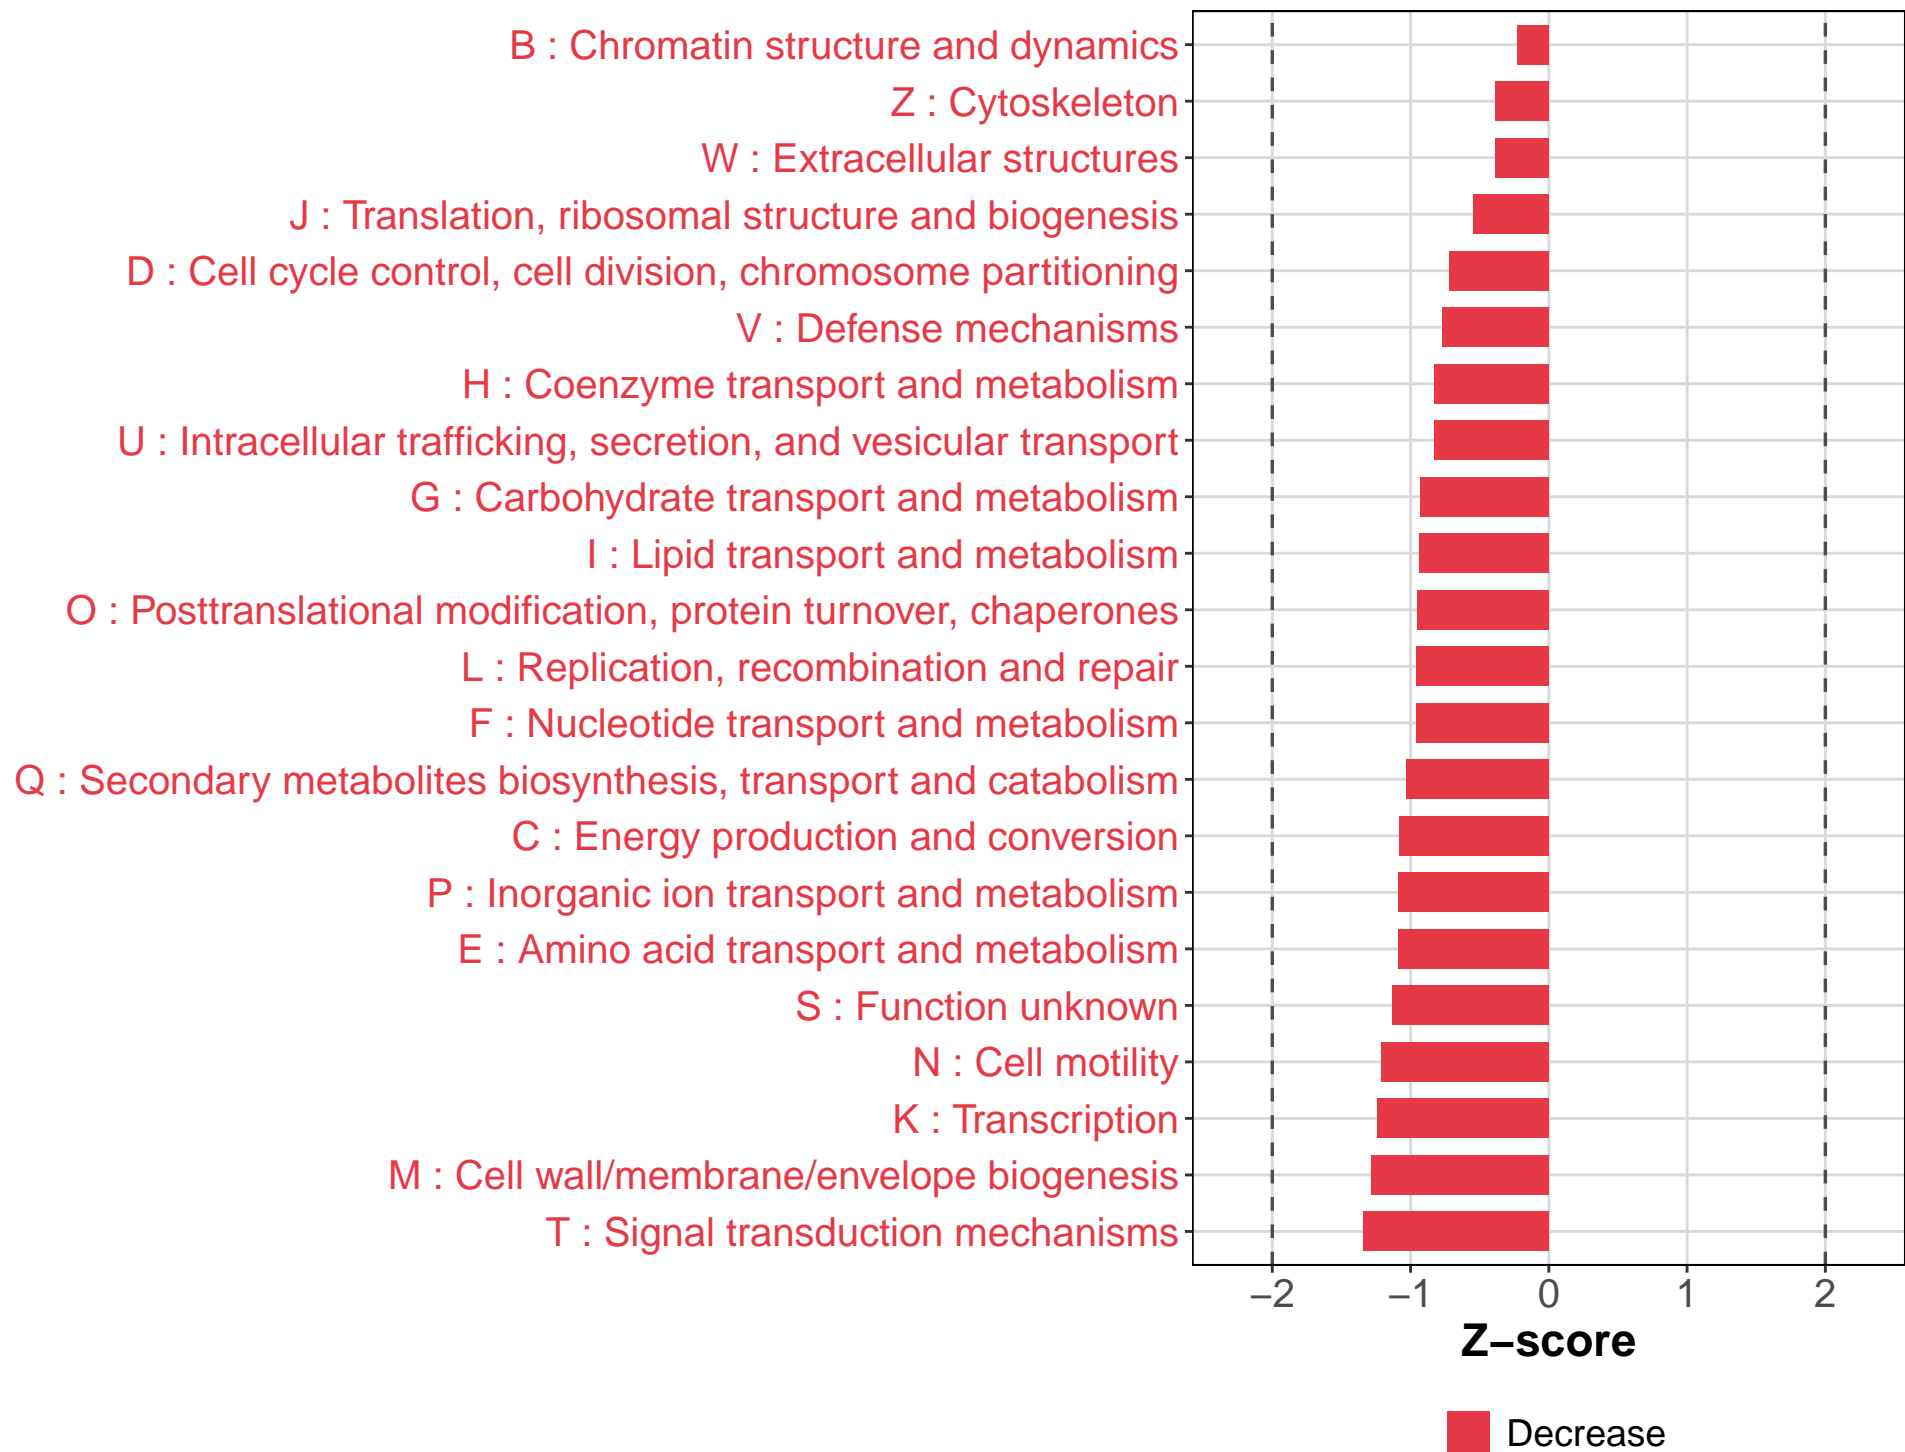 B : Chromatin structure and dynamics
Z : Cytoskeleton
W : Extracellular structures
J : Translation, ribosomal structure and biogenesis
D : Cell cycle control, cell division, chromosome partitioning
V : Defense mechanisms
H : Coenzyme transport and metabolism
U : Intracellular trafficking, secretion, and vesicular transport
G : Carbohydrate transport and metabolism
I : Lipid transport and metabolism
O : Posttranslational modification, protein turnover, chaperones
L : Replication, recombination and repair
F : Nucleotide transport and metabolism
Q : Secondary metabolites biosynthesis, transport and catabolism
C : Energy production and conversion
P : Inorganic ion transport and metabolism
E : Amino acid transport and metabolism
S : Function unknown
N : Cell motility
K : Transcription
M : Cell wall/membrane/envelope biogenesis
T : Signal transduction mechanisms
−2 −1 0 1 2
Z−score
Decrease